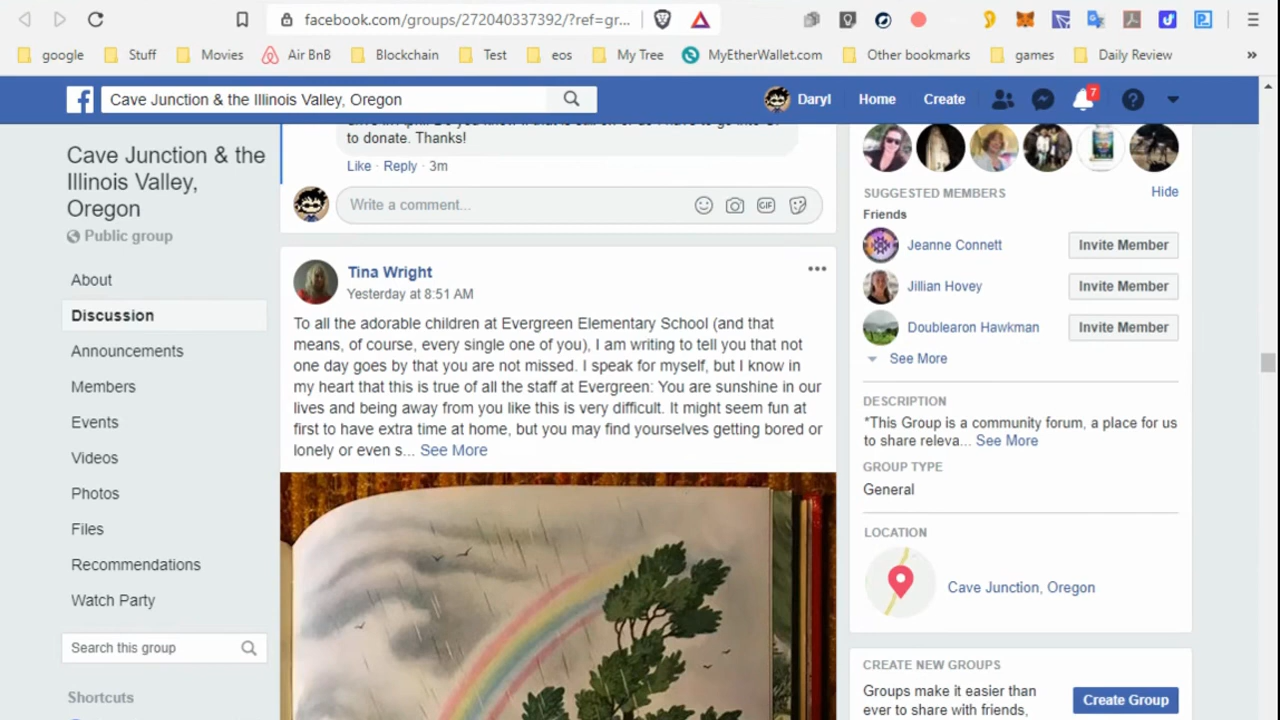 facebook.com/groups/272040337392/?ref=gr...
google Stuff Movies Air BnB Blockchain Test eos My Tree MyEtherWallet.com Other bookmarks games Daily Review »
Cave Junction & the Illinois Valley, Oregon
Daryl Home Create 7
Cave Junction & the
Illinois Valley,
Oregon
Public group
About
Discussion
Announcements
Members
Events
Videos
Photos
Files
Recommendations
Watch Party
Search this group
Shortcuts
to donate. Thanks!
Like · Reply · 3m
Write a comment...
GIF
Tina Wright
Yesterday at 8:51 AM
To all the adorable children at Evergreen Elementary School (and that
means, of course, every single one of you), I am writing to tell you that not
one day goes by that you are not missed. I speak for myself, but I know in
my heart that this is true of all the staff at Evergreen: You are sunshine in our
lives and being away from you like this is very difficult. It might seem fun at
first to have extra time at home, but you may find yourselves getting bored or
lonely or even s... See More
SUGGESTED MEMBERS Hide
Friends
Jeanne Connett Invite Member
Jillian Hovey Invite Member
Doublearon Hawkman Invite Member
See More
DESCRIPTION
*This Group is a community forum, a place for us
to share releva... See More
GROUP TYPE
General
LOCATION
Cave Junction, Oregon
CREATE NEW GROUPS
Groups make it easier than
ever to share with friends,
Create Group